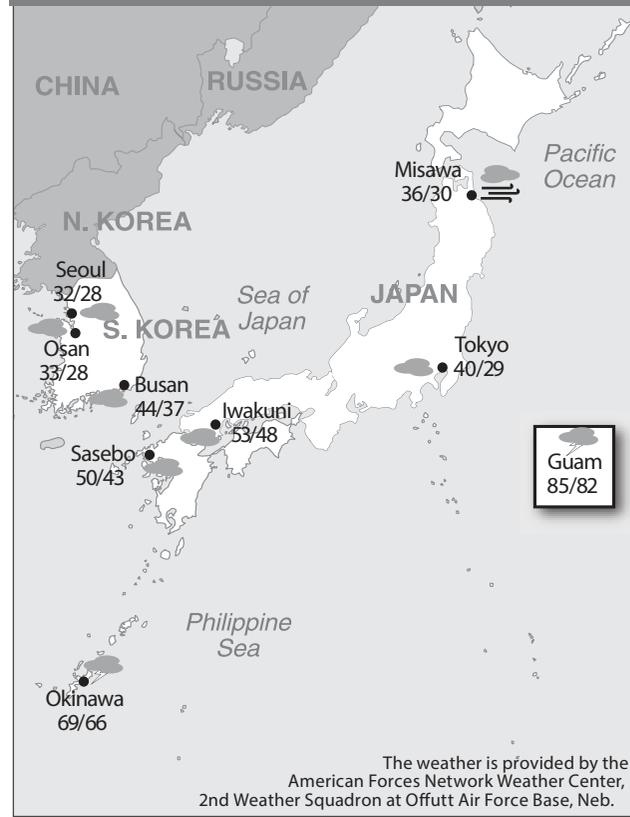 CHINA
RUSSIA
Pacific
Ocean
Misawa
36/30
N. KOREA
Seoul
32/28
Sea of
Japan
JAPAN
S. KOREA
Osan
33/28
Tokyo
40/29
Busan
44/37
Iwakuni
53/48
Sasebo
50/43
Guam
85/82
Philippine
Sea
Okinawa
69/66
The weather is provided by the
American Forces Network Weather Center,
2nd Weather Squadron at Offutt Air Force Base, Neb.